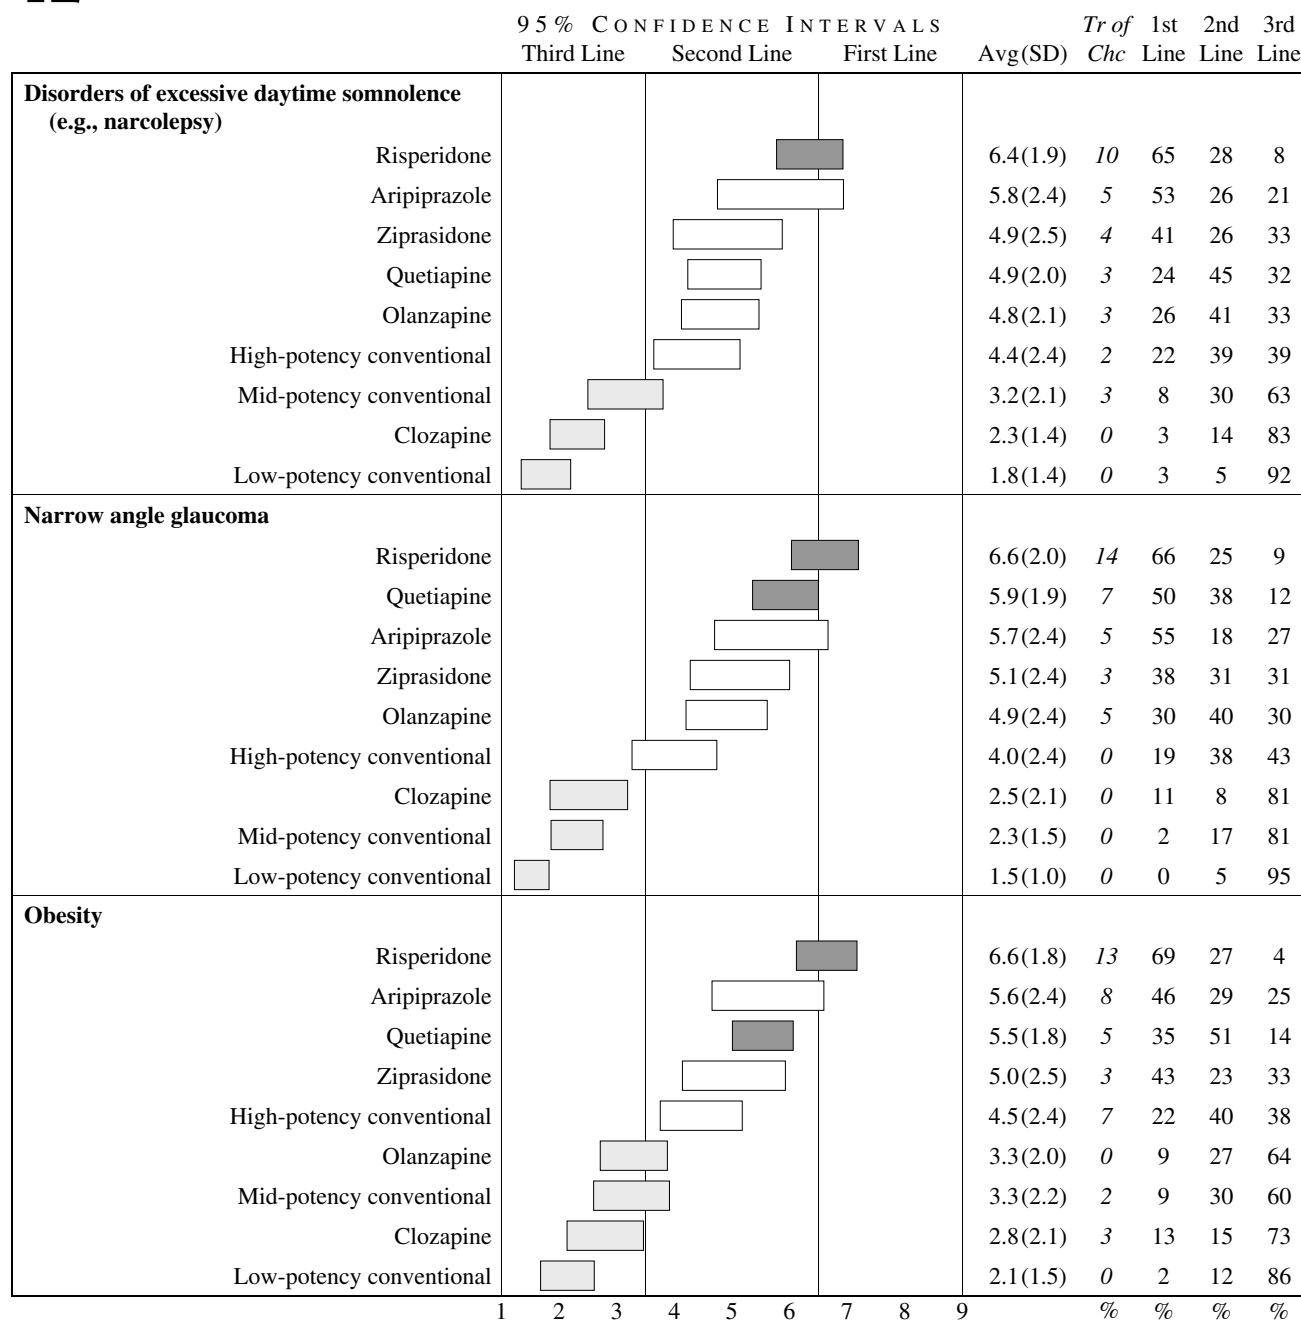 95% CONFIDENCE INTERVALS Tr of 1st 2nd 3rd
Third Line Second Line First Line Avg(SD) Chc Line Line Line
Disorders of excessive daytime somnolence
(e.g., narcolepsy)
Risperidone 6.4(1.9) 10 65 28 8
Aripiprazole 5.8(2.4) 5 53 26 21
Ziprasidone 4.9(2.5) 4 41 26 33
Quetiapine 4.9(2.0) 3 24 45 32
Olanzapine 4.8(2.1) 3 26 41 33
High-potency conventional 4.4(2.4) 2 22 39 39
Mid-potency conventional 3.2(2.1) 3 8 30 63
Clozapine 2.3(1.4) 0 3 14 83
Low-potency conventional 1.8(1.4) 0 3 5 92
Narrow angle glaucoma
Risperidone 6.6(2.0) 14 66 25 9
Quetiapine 5.9(1.9) 7 50 38 12
Aripiprazole 5.7(2.4) 5 55 18 27
Ziprasidone 5.1(2.4) 3 38 31 31
Olanzapine 4.9(2.4) 5 30 40 30
High-potency conventional 4.0(2.4) 0 19 38 43
Clozapine 2.5(2.1) 0 11 8 81
Mid-potency conventional 2.3(1.5) 0 2 17 81
Low-potency conventional 1.5(1.0) 0 0 5 95
Obesity
Risperidone 6.6(1.8) 13 69 27 4
Aripiprazole 5.6(2.4) 8 46 29 25
Quetiapine 5.5(1.8) 5 35 51 14
Ziprasidone 5.0(2.5) 3 43 23 33
High-potency conventional 4.5(2.4) 7 22 40 38
Olanzapine 3.3(2.0) 0 9 27 64
Mid-potency conventional 3.3(2.2) 2 9 30 60
Clozapine 2.8(2.1) 3 13 15 73
Low-potency conventional 2.1(1.5) 0 2 12 86
1 2 3 4 5 6 7 8 9 % % % %